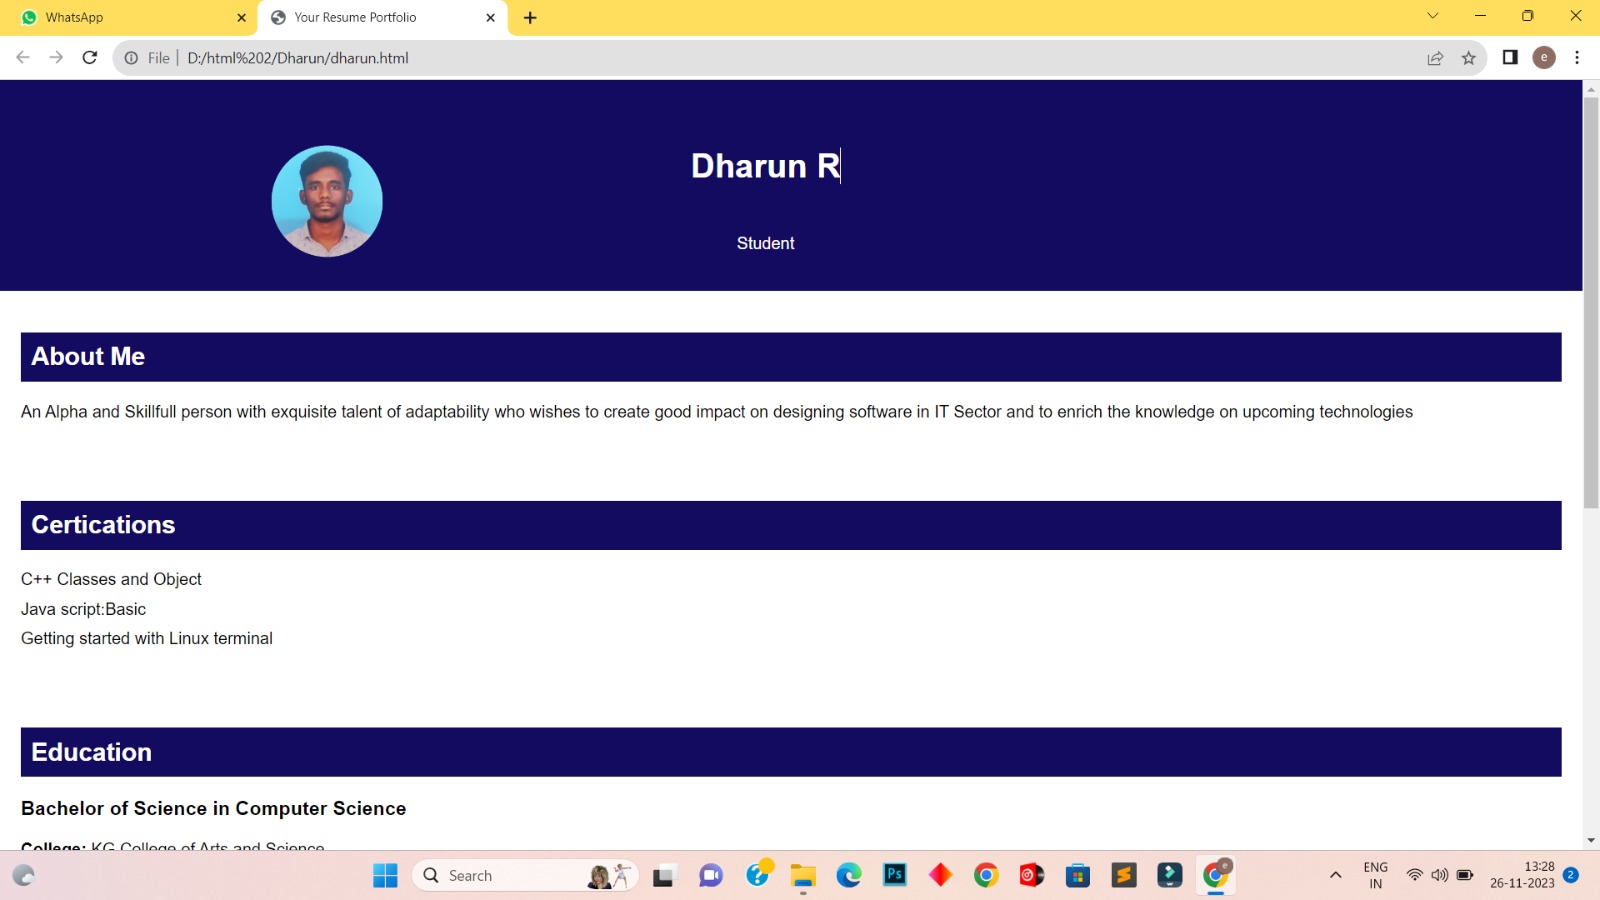 WhatsApp
Your Resume Portfolio
File
D:/html%202/Dharun/dharun.html
e
Dharun R
Student
About Me
An Alpha and Skillfull person with exquisite talent of adaptability who wishes to create good impact on designing software in IT Sector and to enrich the knowledge on upcoming technologies
Certications
C++ Classes and Object
Java script:Basic
Getting started with Linux terminal
Education
Bachelor of Science in Computer Science
College: KG College of Arts and Science
Search
Ps
e
ENG
IN
13:28
26-11-2023
2